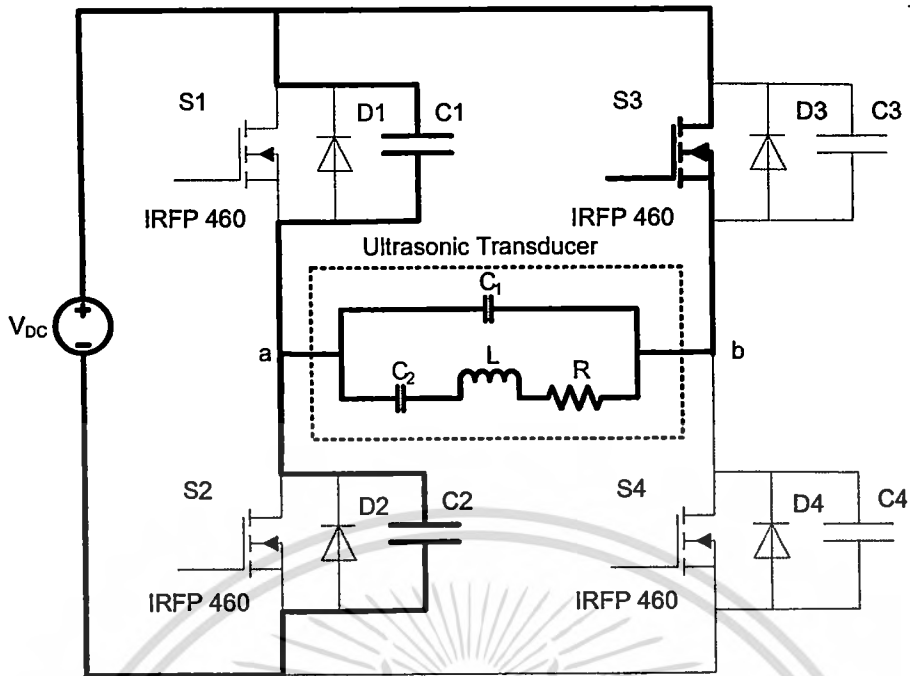 S1
D1
C1
IRFP 460
S3
D3
C3
IRFP 460
Ultrasonic Transducer
C1
VDC
a
b
C2
L
R
S2
D2
C2
IRFP 460
S4
D4
C4
IRFP 460